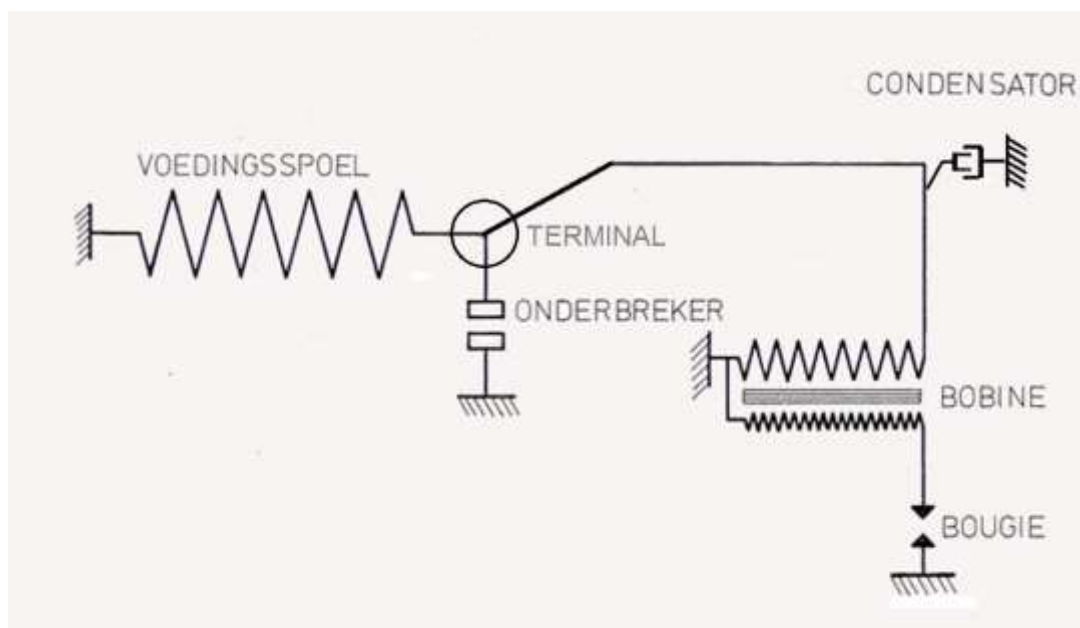 CONDENSATOR
VOEDINGSSPOEL
TERMINAL
ONDERBREKER
BOBINE
BOUGIE